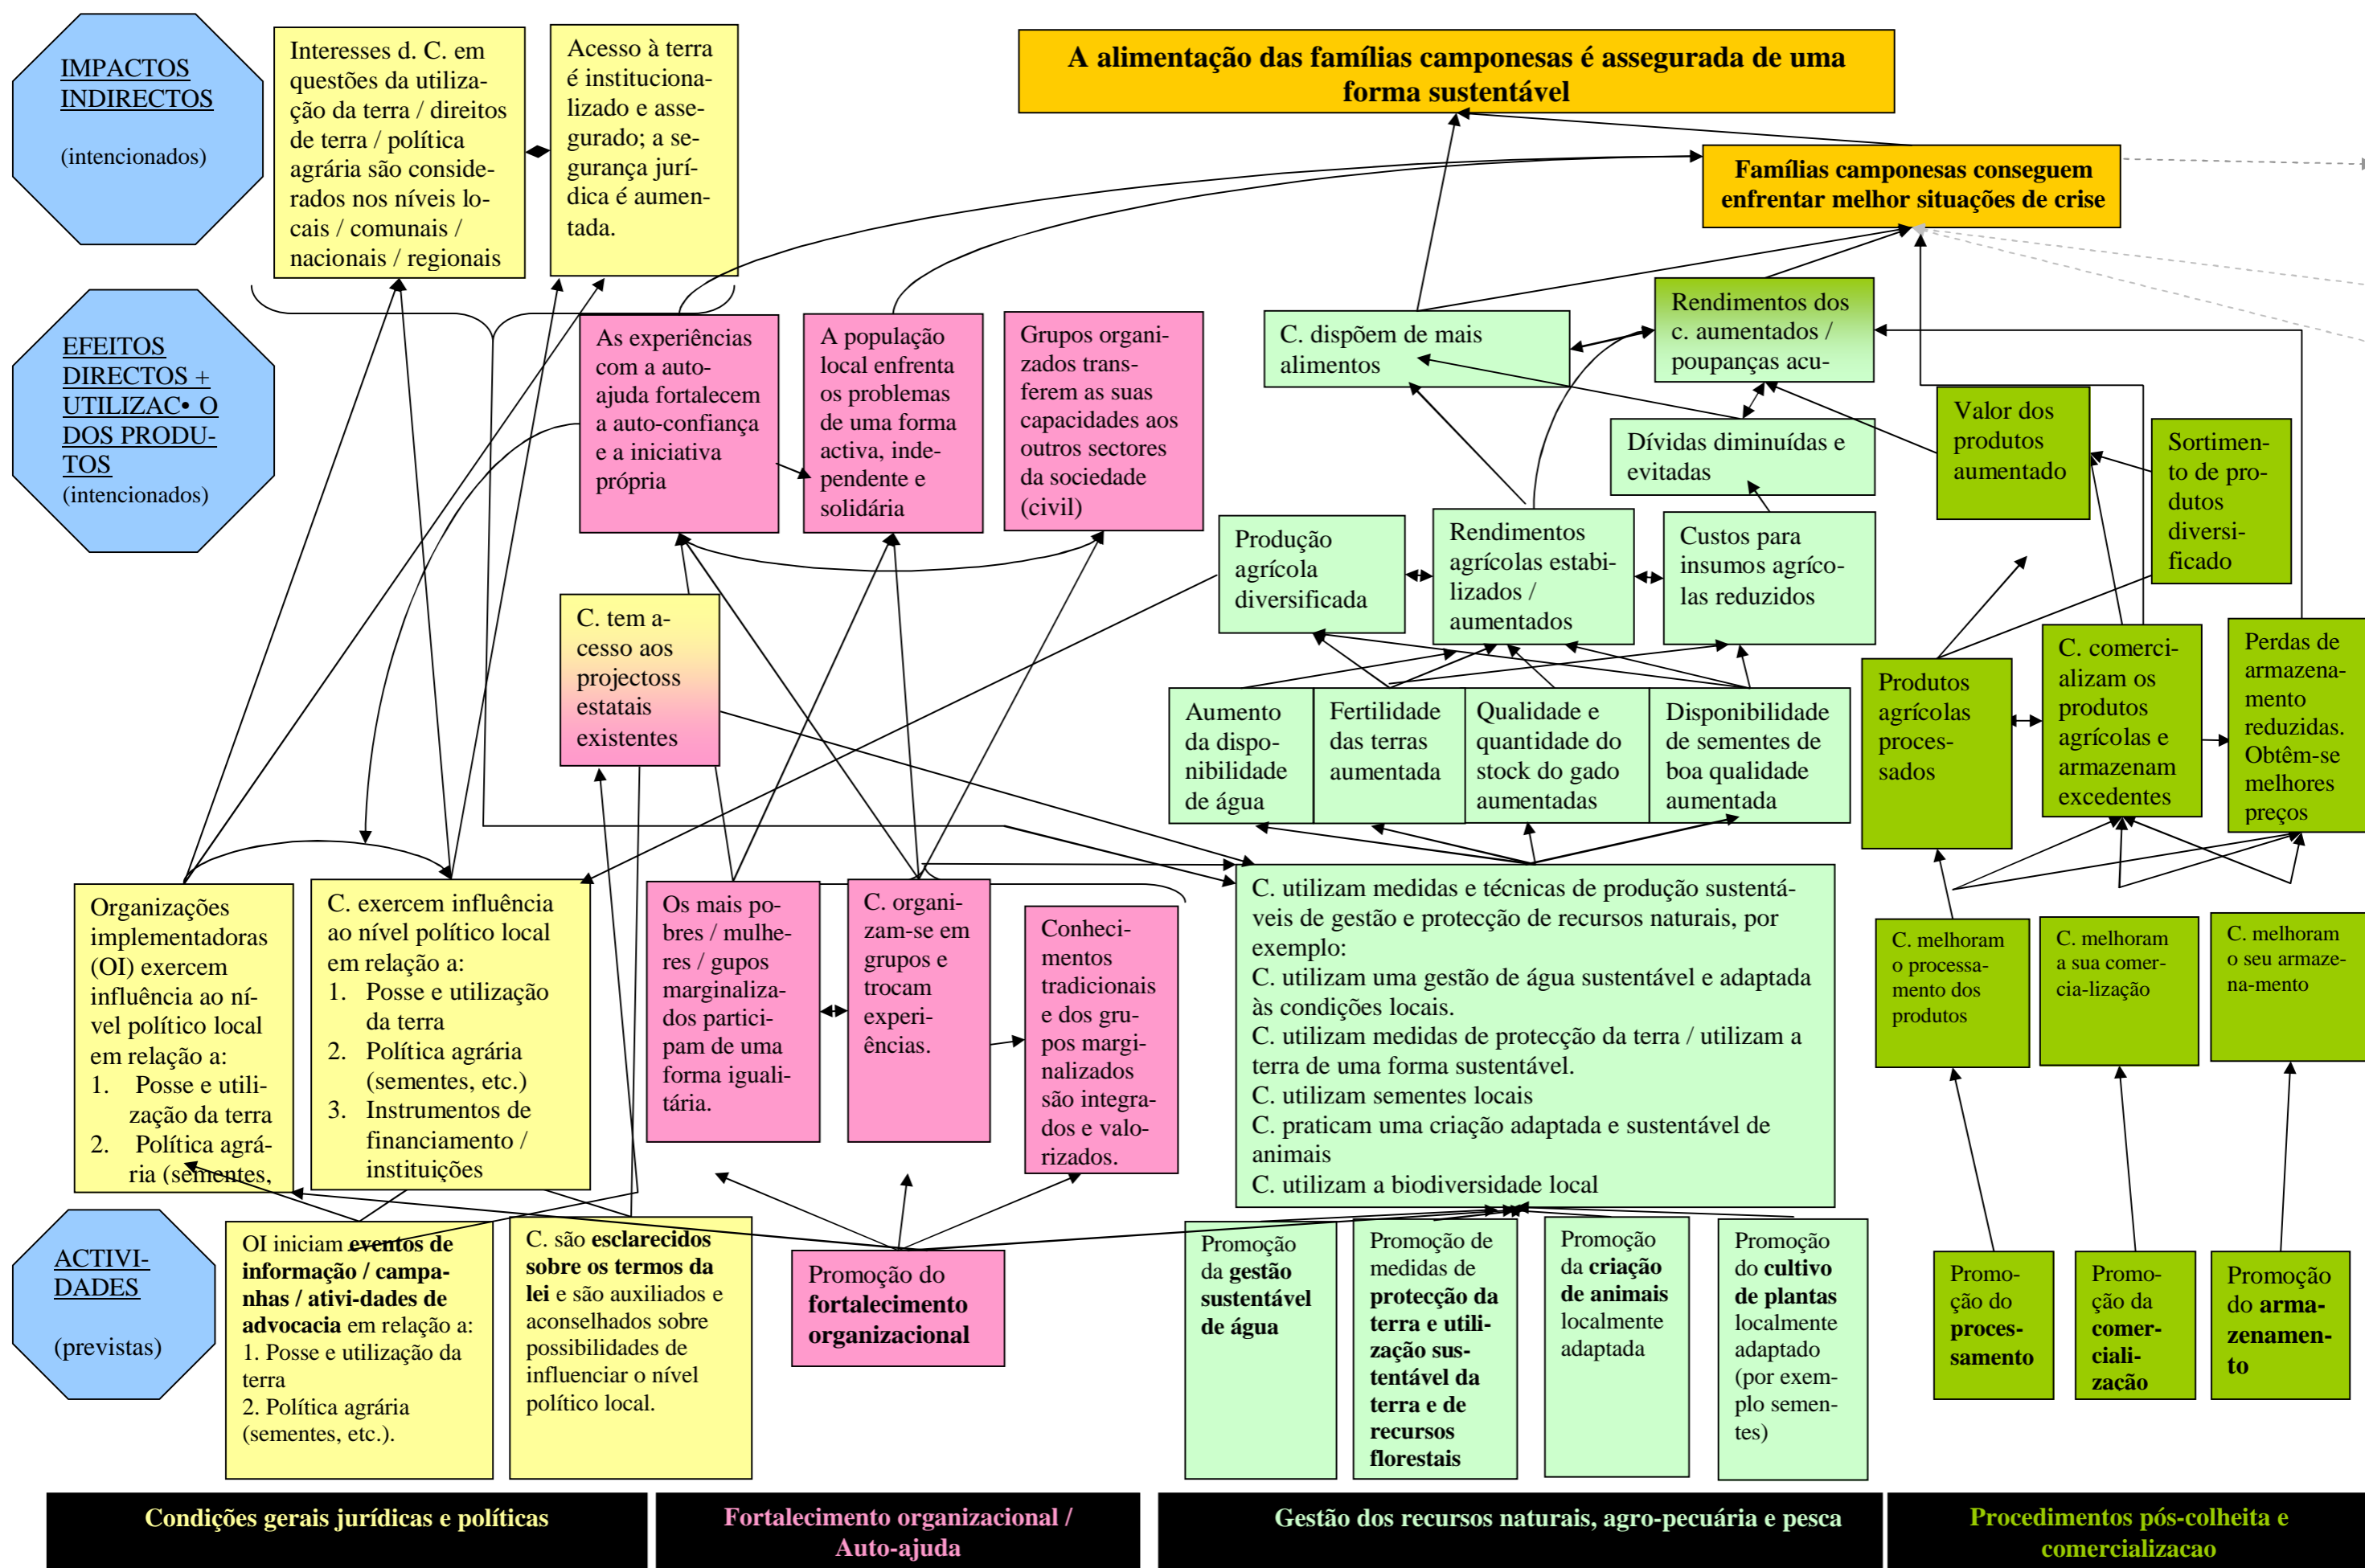 IMPACTOS
INDIRECTOS
(intencionados)
Interesses d. C. em
questões da utiliza-
ção da terra / direitos
de terra / política
agrária são conside-
rados nos níveis lo-
cais / comunais /
nacionais / regionais
Acesso à terra
é instituciona-
lizado e asse-
gurado; a se-
gurança jurí-
dica é aumen-
tada.
A alimentação das famílias camponesas é assegurada de uma
forma sustentável
Famílias camponesas conseguem
enfrentar melhor situações de crise
EFEITOS
DIRECTOS +
UTILIZAC• O
DOS PRODU-
TOS
(intencionados)
As experiências
com a auto-
ajuda fortalecem
a auto-confiança
e a iniciativa
própria
A população
local enfrenta
os problemas
de uma forma
activa, inde-
pendente e
solidária
Grupos organi-
zados trans-
ferem as suas
capacidades aos
outros sectores
da sociedade
(civil)
C. dispõem de mais
alimentos
Rendimentos dos
c. aumentados /
poupanças acu-
Dívidas diminuídas e
evitadas
Valor dos
produtos
aumentado
Sortimen-
to de pro-
dutos
diversi-
ficado
Produção
agrícola
diversificada
Rendimentos
agrícolas estabi-
lizados /
aumentados
Custos para
insumos agríco-
las reduzidos
C. tem a-
cesso aos
projectoss
estatais
existentes
Aumento
da dispo-
nibilidade
de água
Fertilidade
das terras
aumentada
Qualidade e
quantidade do
stock do gado
aumentadas
Disponibilidade
de sementes de
boa qualidade
aumentada
Produtos
agrícolas
proces-
sados
C. comerci-
alizam os
produtos
agrícolas e
armazenam
excedentes
Perdas de
armazena-
mento
reduzidas.
Obtêm-se
melhores
preços
Organizações
implementadoras
(OI) exercem
influência ao ní-
vel político local
em relação a:
1. Posse e utili-
zação da terra
2. Política agrá-
ria (sementes,
C. exercem influência
ao nível político local
em relação a:
1. Posse e utilização
da terra
2. Política agrária
(sementes, etc.)
3. Instrumentos de
financiamento /
instituições
Os mais po-
bres / mulhe-
res / gupos
marginaliza-
dos partici-
pam de uma
forma iguali-
tária.
C. organi-
zam-se em
grupos e
trocam
experi-
ências.
Conheci-
mentos
tradicionais
e dos gru-
pos margi-
nalizados
são integra-
dos e valo-
rizados.
C. utilizam medidas e técnicas de produção sustentá-
veis de gestão e protecção de recursos naturais, por
exemplo:
C. utilizam uma gestão de água sustentável e adaptada
às condições locais.
C. utilizam medidas de protecção da terra / utilizam a
terra de uma forma sustentável.
C. utilizam sementes locais
C. praticam uma criação adaptada e sustentável de
animais
C. utilizam a biodiversidade local
C. melhoram
o processa-
mento dos
produtos
C. melhoram
a sua comer-
cia-lização
C. melhoram
o seu armaze-
na-mento
ACTIVI-
DADES
(previstas)
OI iniciam eventos de
informação / campa-
nhas / ativi-dades de
advocacia em relação a:
1. Posse e utilização da
terra
2. Política agrária
(sementes, etc.).
C. são esclarecidos
sobre os termos da
lei e são auxiliados e
aconselhados sobre
possibilidades de
influenciar o nível
político local.
Promoção do
fortalecimento
organizacional
Promoção
da gestão
sustentável
de água
Promoção de
medidas de
protecção da
terra e utili-
zação sus-
tentável da
terra e de
recursos
florestais
Promoção
da criação
de animais
localmente
adaptada
Promoção
do cultivo
de plantas
localmente
adaptado
(por exem-
plo semen-
tes)
Promo-
ção do
proces-
samento
Promo-
ção da
comer-
ciali-
zação
Promoção
do arma-
zenamen-
to
Condições gerais jurídicas e políticas
Fortalecimento organizacional /
Auto-ajuda
Gestão dos recursos naturais, agro-pecuária e pesca
Procedimentos pós-colheita e
comercializacao